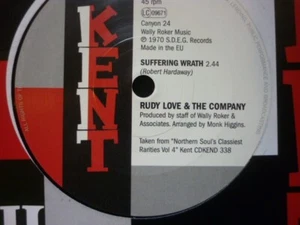 45 rpm
LC 09671
Canyon 24
Wally Roker Music
℗ 1970 S.D.E.G. Records
Made in the EU
KENT
SUFFERING WRATH 2.44
(Robert Hardaway)
RUDY LOVE & THE COMPANY
Produced by staff of Wally Roker &
Associates. Arranged by Monk Higgins.
Taken from "Northern Soul's Classiest
Rarities Vol 4" Kent CDKEND 338